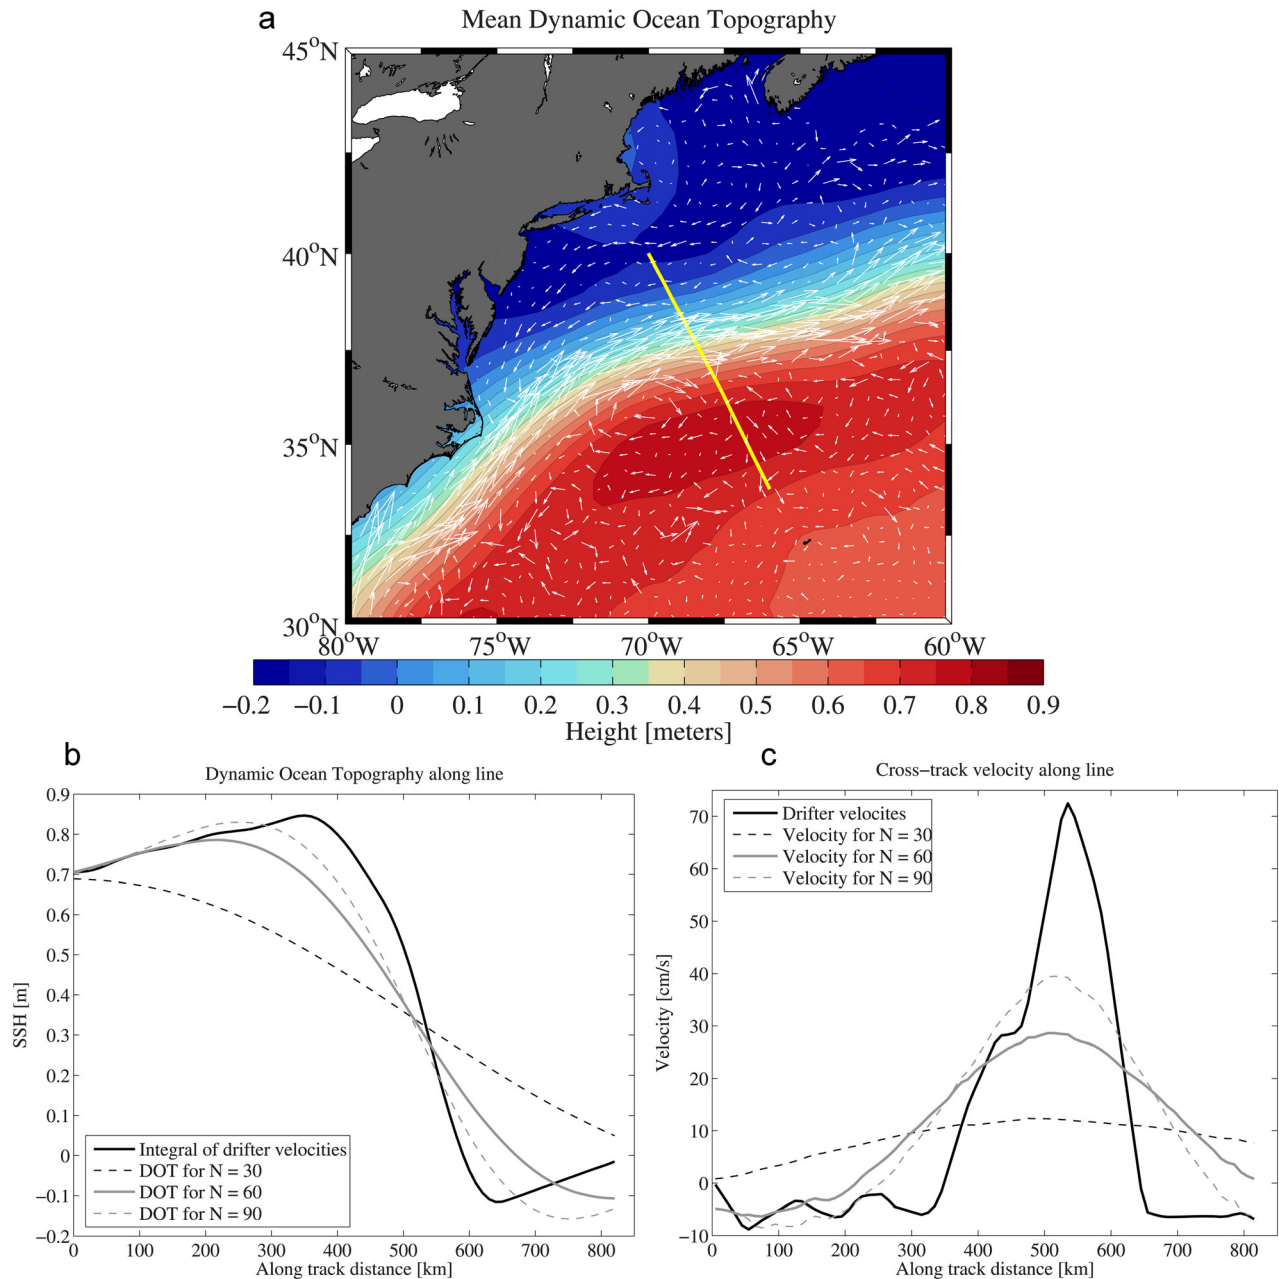 a
Mean Dynamic Ocean Topography
45°N
40°N
35°N
30°N
80°W 75°W 70°W 65°W 60°W
−0.2 −0.1 0 0.1 0.2 0.3 0.4 0.5 0.6 0.7 0.8 0.9
Height [meters]
b
Dynamic Ocean Topography along line
0.9
0.8
0.7
0.6
0.5
0.4
0.3
0.2
0.1
0
−0.1
−0.2
SSH [m]
Integral of drifter velocities
DOT for N = 30
DOT for N = 60
DOT for N = 90
0 100 200 300 400 500 600 700 800
Along track distance [km]
c
Cross−track velocity along line
70
60
50
40
30
20
10
0
−10
Velocity [cm/s]
Drifter velocites
Velocity for N = 30
Velocity for N = 60
Velocity for N = 90
0 100 200 300 400 500 600 700 800
Along track distance [km]